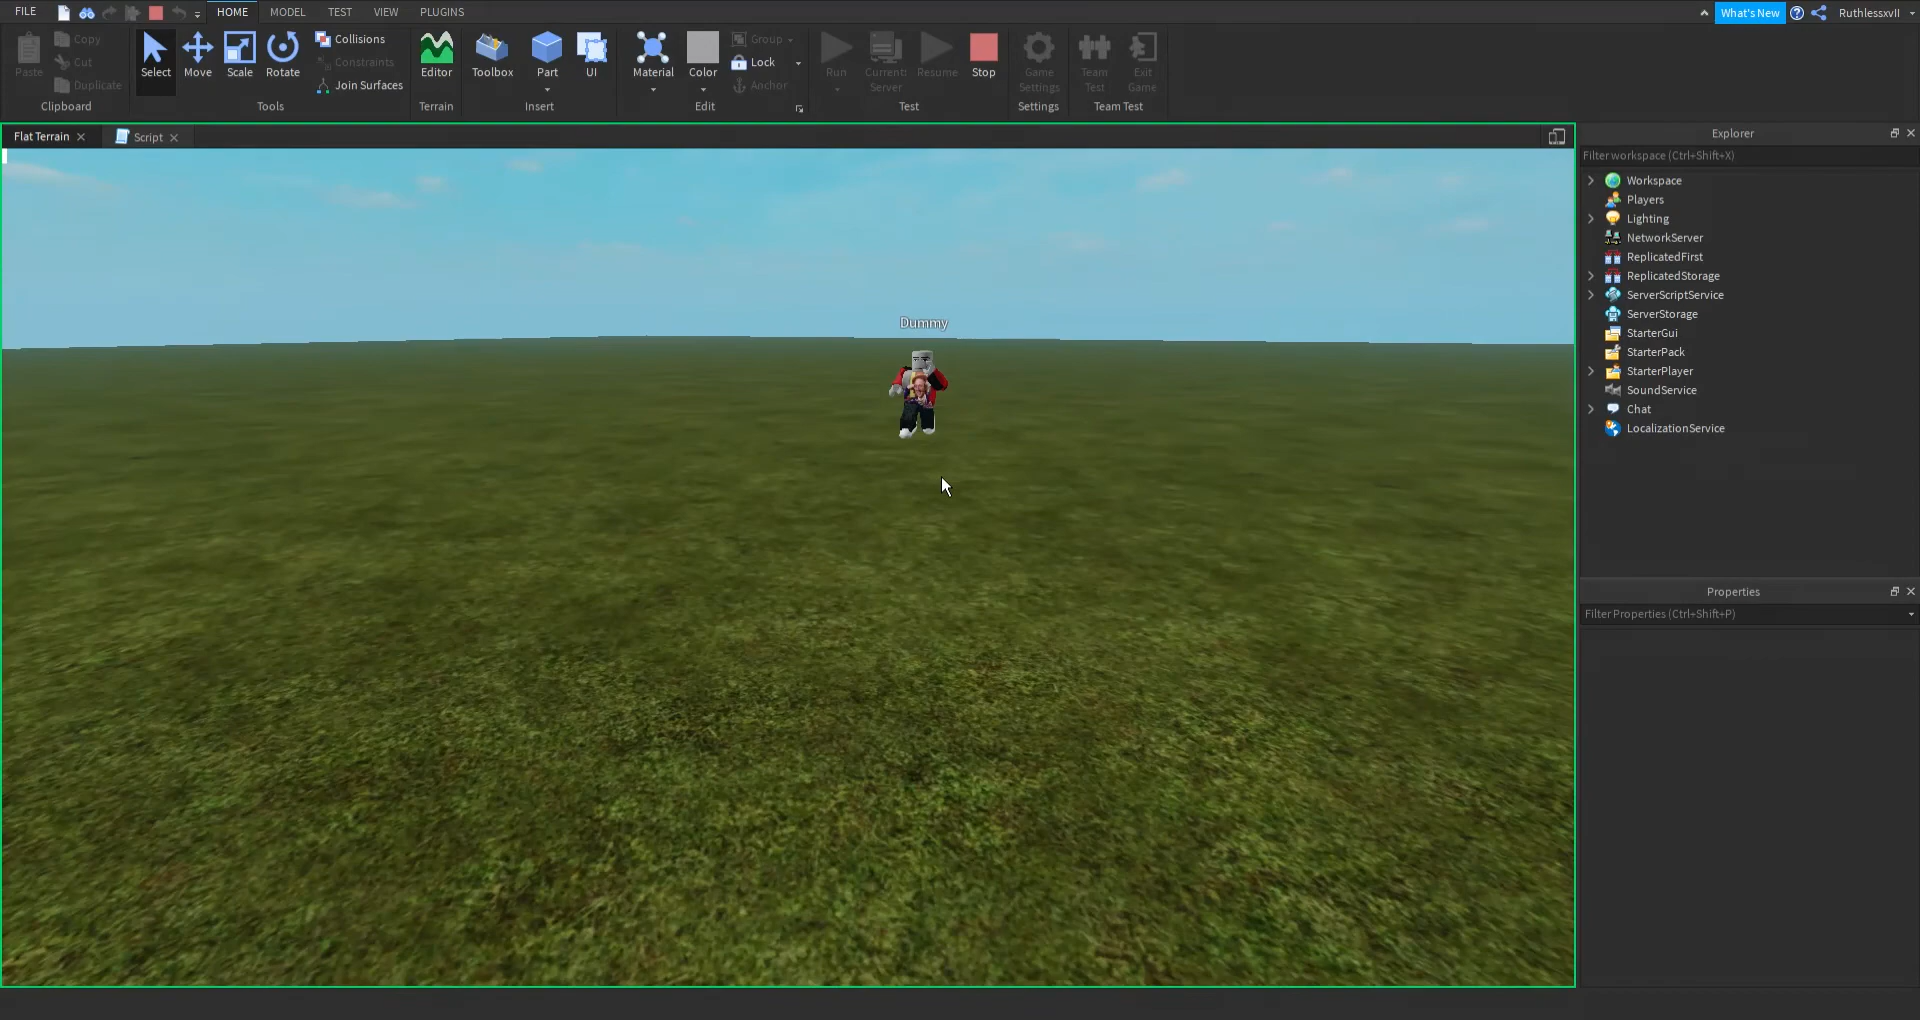 FILE HOME MODEL TEST VIEW PLUGINS What's New RuthlessxvII
Paste Copy Cut Duplicate
Clipboard
Select Move Scale Rotate Collisions Constraints Join Surfaces
Tools
Editor
Terrain
Toolbox Part UI
Insert
Material Color Group Lock Anchor
Edit
Run Current: Server Resume Stop
Test
Game Settings
Settings
Team Test Exit Game
Team Test
Flat Terrain Script
Dummy
Explorer
Filter workspace (Ctrl+Shift+X)
Workspace
Players
Lighting
NetworkServer
ReplicatedFirst
ReplicatedStorage
ServerScriptService
ServerStorage
StarterGui
StarterPack
StarterPlayer
SoundService
Chat
LocalizationService
Properties
Filter Properties (Ctrl+Shift+P)